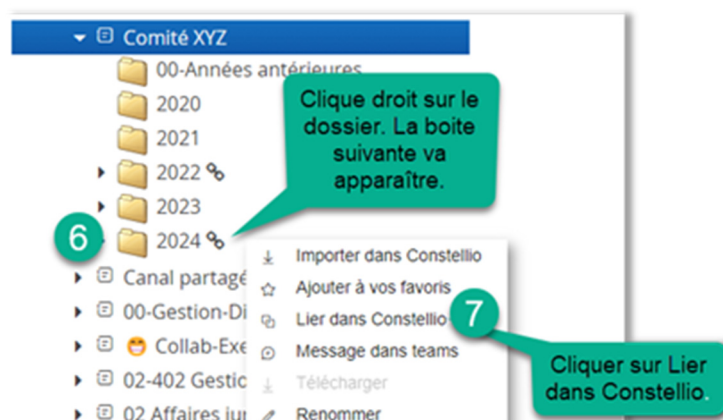 Comité XYZ
00-Années antérieures
2020
Clique droit sur le
dossier. La boite
suivante va
apparaître.
2021
2022
2023
6
2024
Importer dans Constellio
Canal partagé
Ajouter à vos favoris
00-Gestion-Di
Lier dans Constellio
7
Collab-Exe
Message dans teams
Cliquer sur Lier
dans Constellio.
02-402 Gestio
Télécharger
02 Affaires jur
Renommer